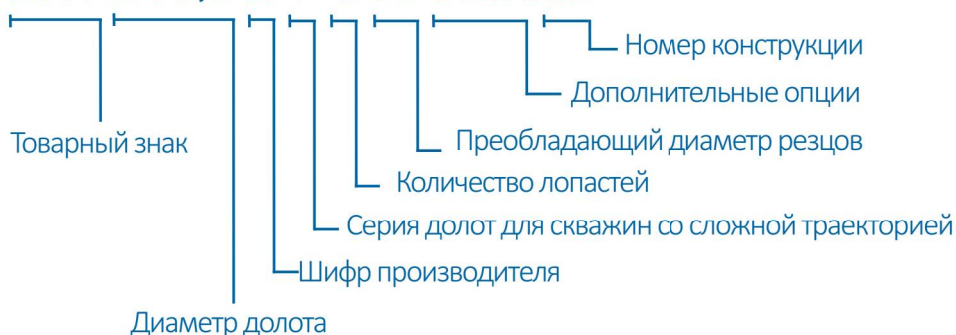 Номер конструкции
Дополнительные опции
Преобладающий диаметр резцов
Товарный знак
Количество лопастей
Серия долот для скважин со сложной траекторией
Шифр производителя
Диаметр долота